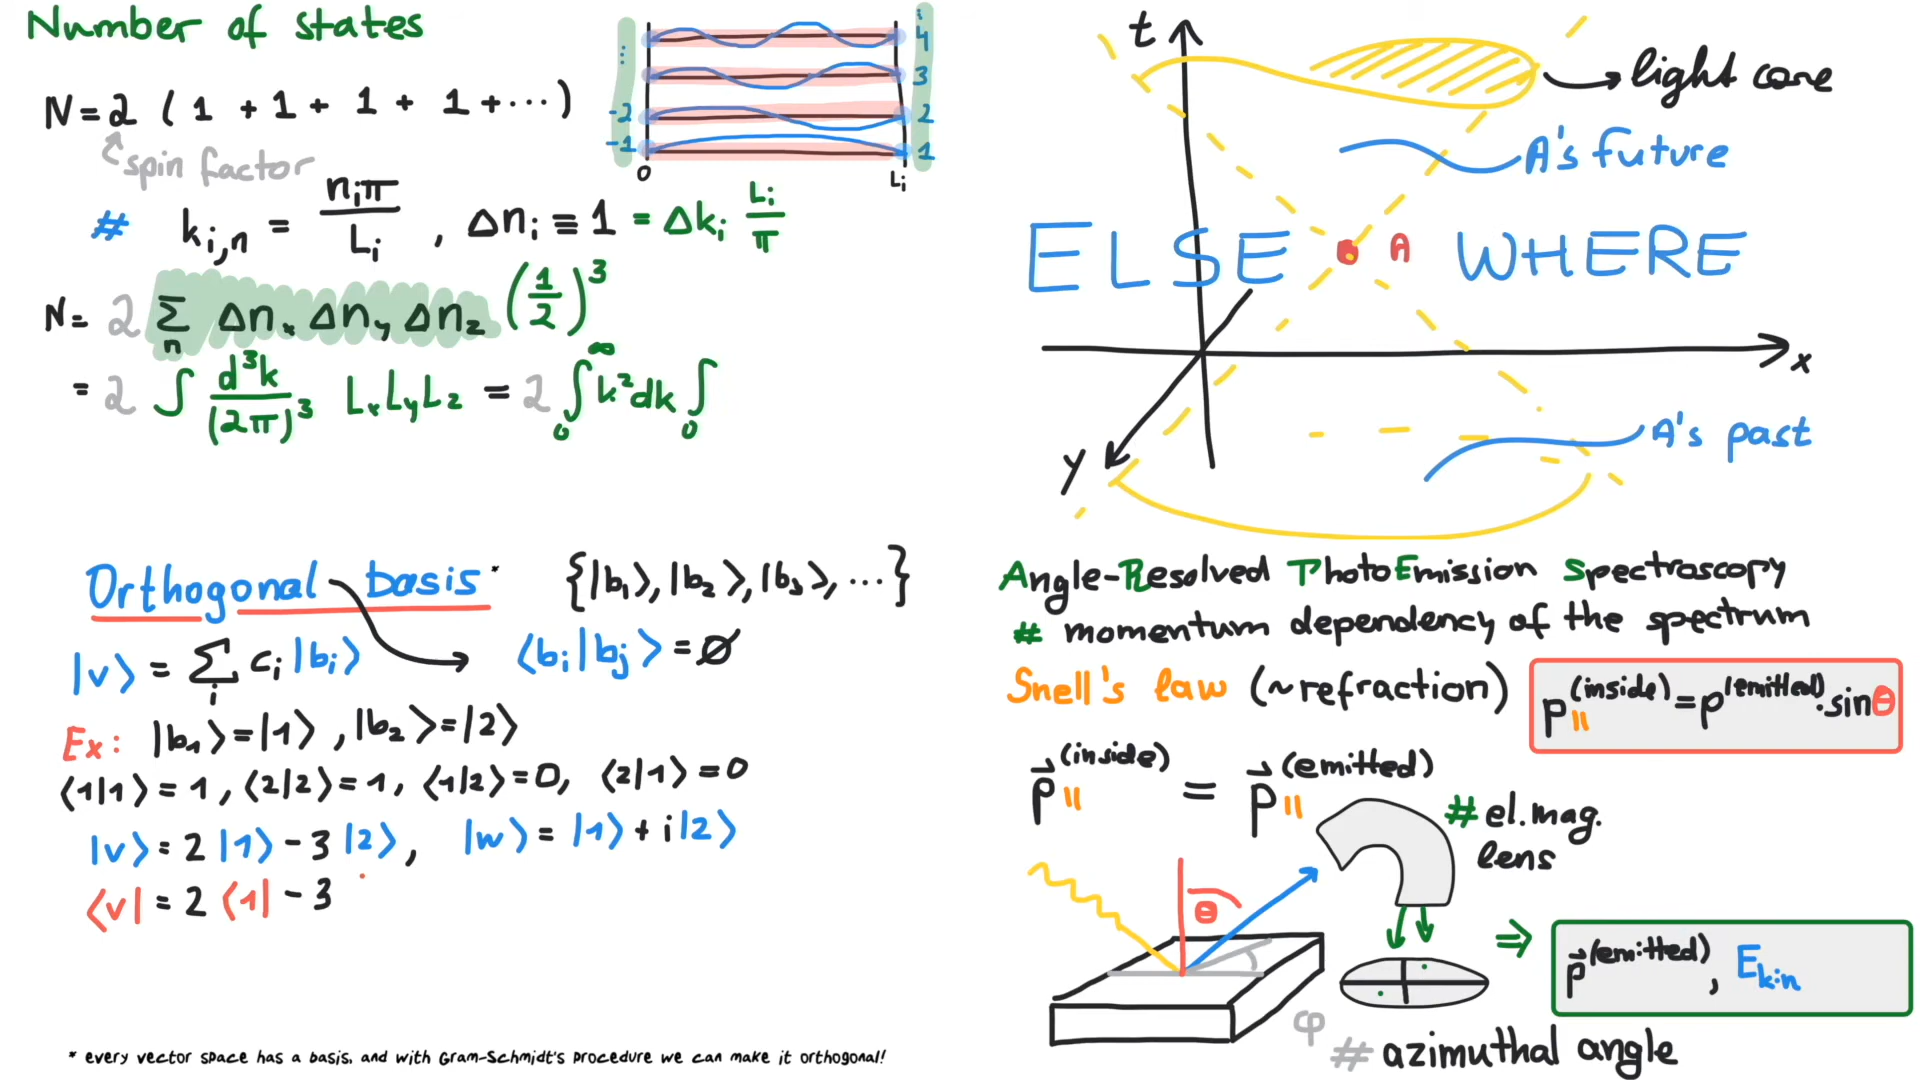 Number of states
N = 2 ( 1 + 1 + 1 + 1 + ⋯ )
spin factor
# k_{i,n} = n_i π / L_i , Δn_i ≡ 1 = Δk_i L_i / π
N = 2 Σ_n Δn_x Δn_y Δn_z (1/2)^3
= 2 ∫ d^3k / (2π)^3 L_x L_y L_z = 2 ∫_0^∞ k^2 dk ∫_0
⋮
-2
-1
4
3
2
1
0
L_i
t
light cone
A's future
ELSE A WHERE
x
y
A's past
Orthogonal basis* {|b_1⟩, |b_2⟩, |b_3⟩, ⋯}
|v⟩ = Σ_i c_i |b_i⟩ ⟨b_i|b_j⟩ = ∅
Ex: |b_1⟩ = |1⟩ , |b_2⟩ = |2⟩
⟨1|1⟩ = 1 , ⟨2|2⟩ = 1, ⟨1|2⟩ = 0, ⟨2|1⟩ = 0
|v⟩ = 2 |1⟩ - 3 |2⟩, |w⟩ = |1⟩ + i |2⟩
⟨v| = 2 ⟨1| - 3
* every vector space has a basis, and with Gram-Schmidt's procedure we can make it orthogonal!
Angle-Resolved PhotoEmission Spectroscopy
# momentum dependency of the spectrum
Snell's law (~refraction)
p_∥^(inside) = p^(emitted) · sin θ
p⃗_∥^(inside) = p⃗_∥^(emitted)
# el.mag.
lens
θ
⇒ p⃗^(emitted) , E_kin
φ
# azimuthal angle